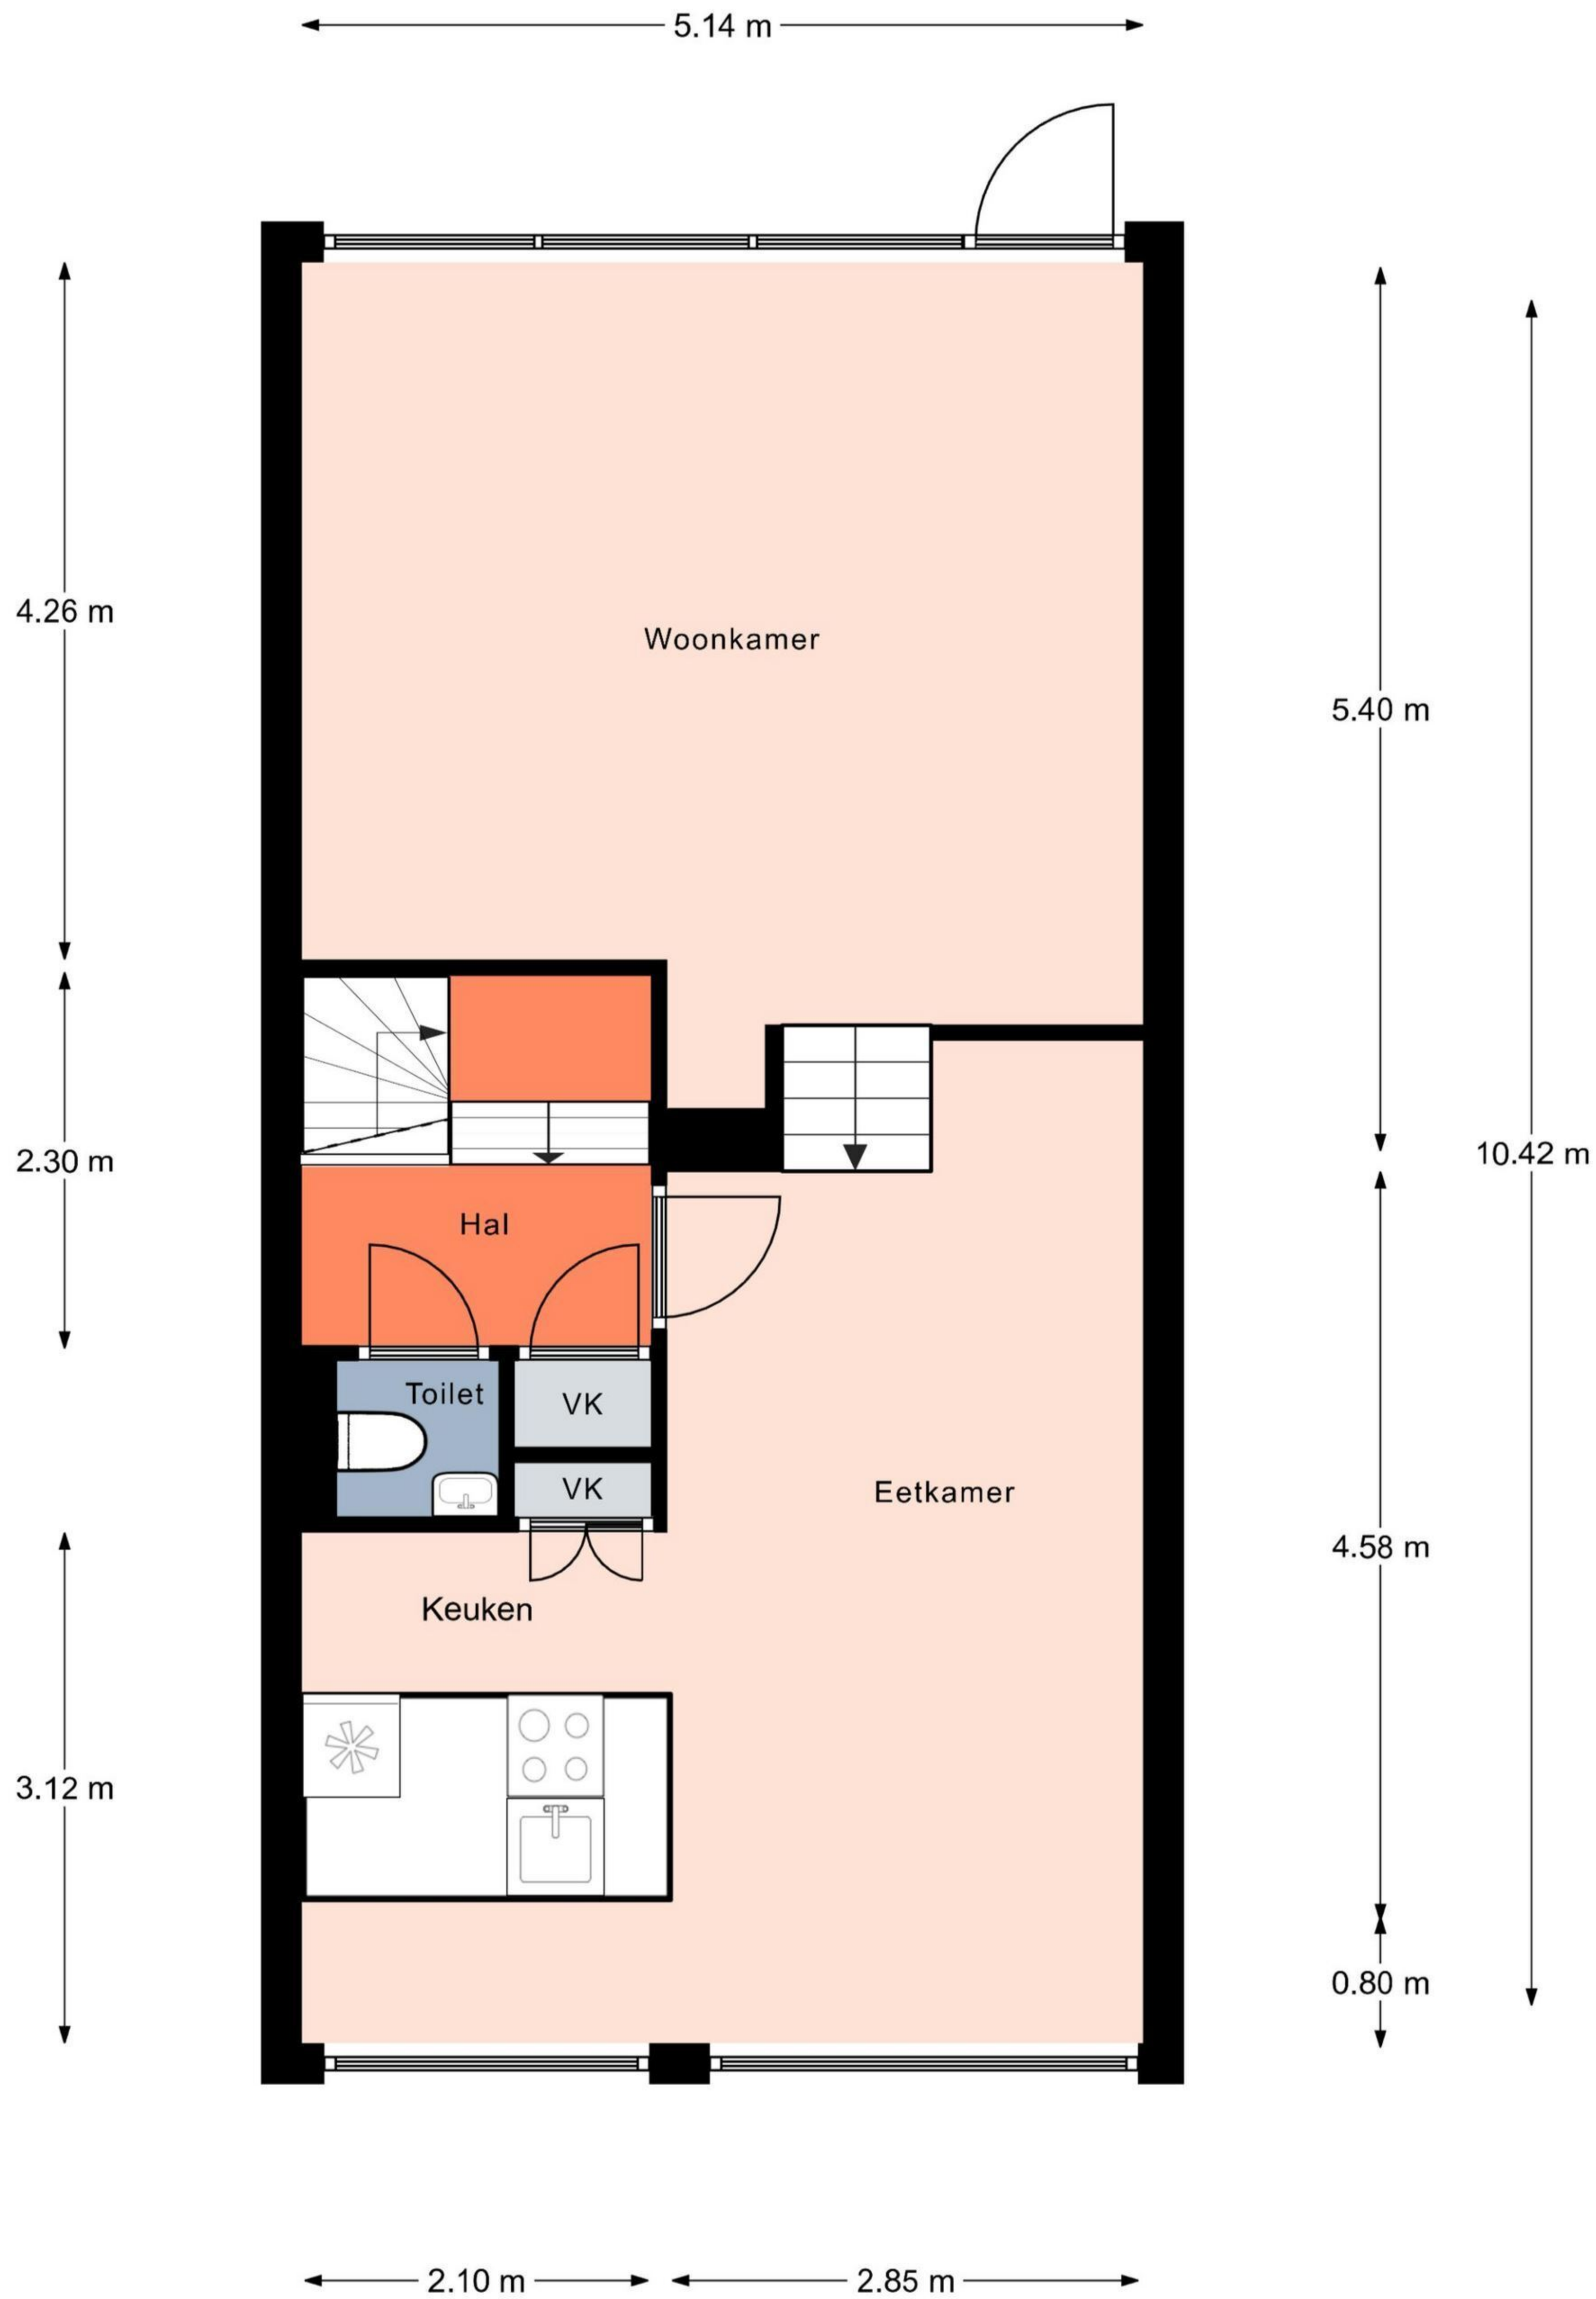 5.14 m
4.26 m
Woonkamer
5.40 m
2.30 m
10.42 m
Hal
Toilet
VK
VK
Eetkamer
4.58 m
Keuken
3.12 m
0.80 m
2.10 m
2.85 m